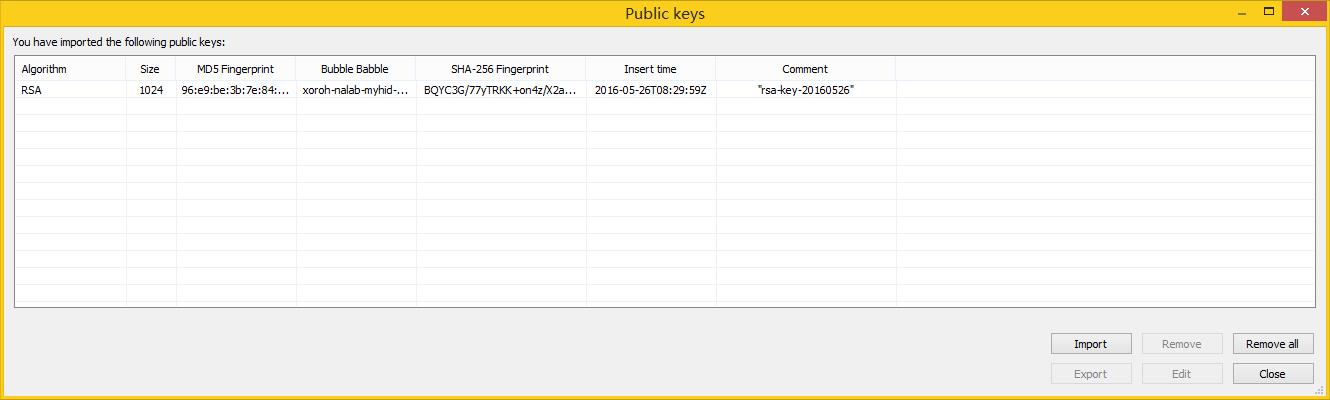 Public keys
You have imported the following public keys:
Algorithm Size MD5 Fingerprint Bubble Babble SHA-256 Fingerprint Insert time Comment
RSA 1024 96:e9:be:3b:7e:84:... xoroh-nalab-myhid-... BQYC3G/77yTRKK+on4z/X2a... 2016-05-26T08:29:59Z "rsa-key-20160526"
Import Remove Remove all
Export Edit Close